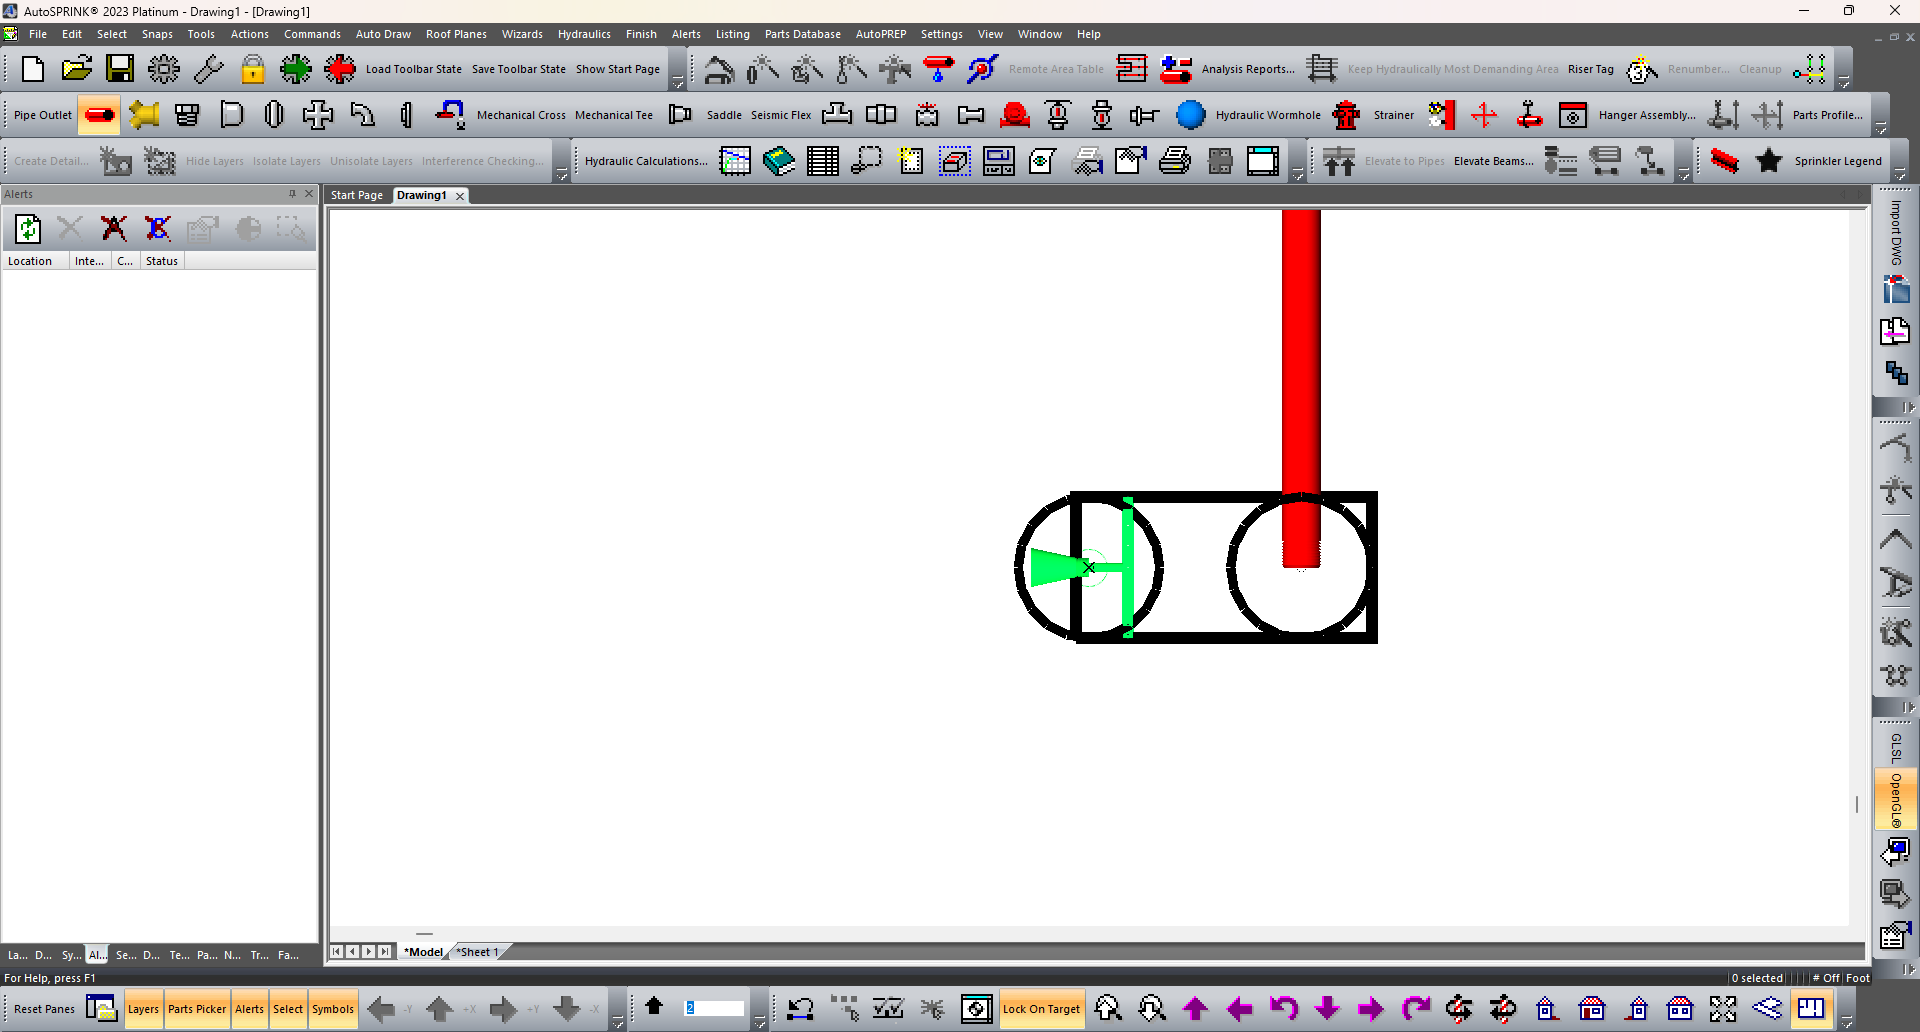 AutoSPRINK® 2023 Platinum - Drawing1 - [Drawing1]
File Edit Select Snaps Tools Actions Commands Auto Draw Roof Planes Wizards Hydraulics Finish Alerts Listing Parts Database AutoPREP Settings View Window Help
Load Toolbar State Save Toolbar State Show Start Page Remote Area Table Analysis Reports... Keep Hydraulically Most Demanding Area Riser Tag Renumber... Cleanup
Pipe Outlet Mechanical Cross Mechanical Tee Saddle Seismic Flex Hydraulic Wormhole Strainer Hanger Assembly... Parts Profile...
Create Detail... Hide Layers Isolate Layers Unisolate Layers Interference Checking... Hydraulic Calculations... Elevate to Pipes Elevate Beams... Sprinkler Legend
Alerts
Start Page Drawing1
Location Inte... C... Status
Import DWG
GLSL
OpenGL®
La... D... Sy... Al... Se... D... Te... Pa... N... Tr... Fa...
*Model *Sheet 1
For Help, press F1
0 selected # Off Foot
Reset Panes Layers Parts Picker Alerts Select Symbols -Y +X +Y -X 2 Lock On Target